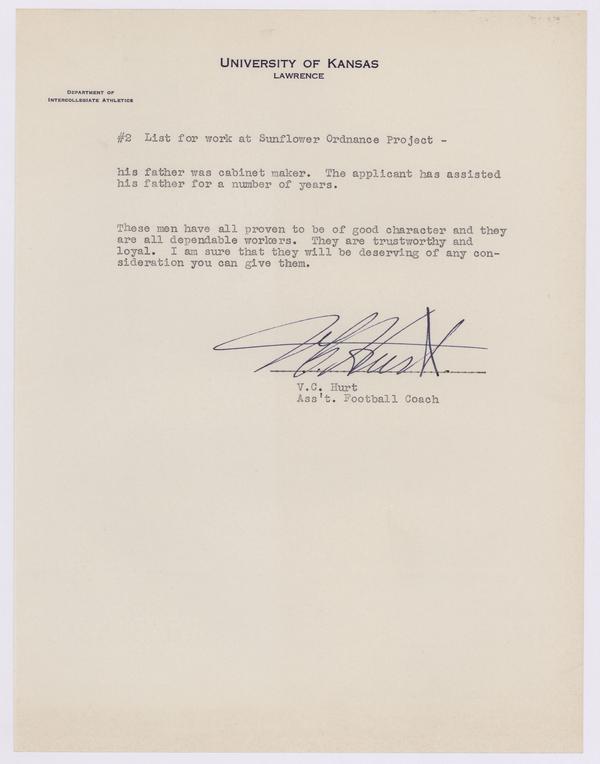 University of Kansas
Lawrence
Department of
Intercollegiate Athletics
#2 List for work at Sunflower Ordnance Project -
his father was cabinet maker. The applicant has assisted
his father for a number of years.
These men have all proven to be of good character and they
are all dependable workers. They are trustworthy and
loyal. I am sure that they will be deserving of any con-
sideration you can give them.
V.C. Hurt
V.C. Hurt
Ass't. Football Coach